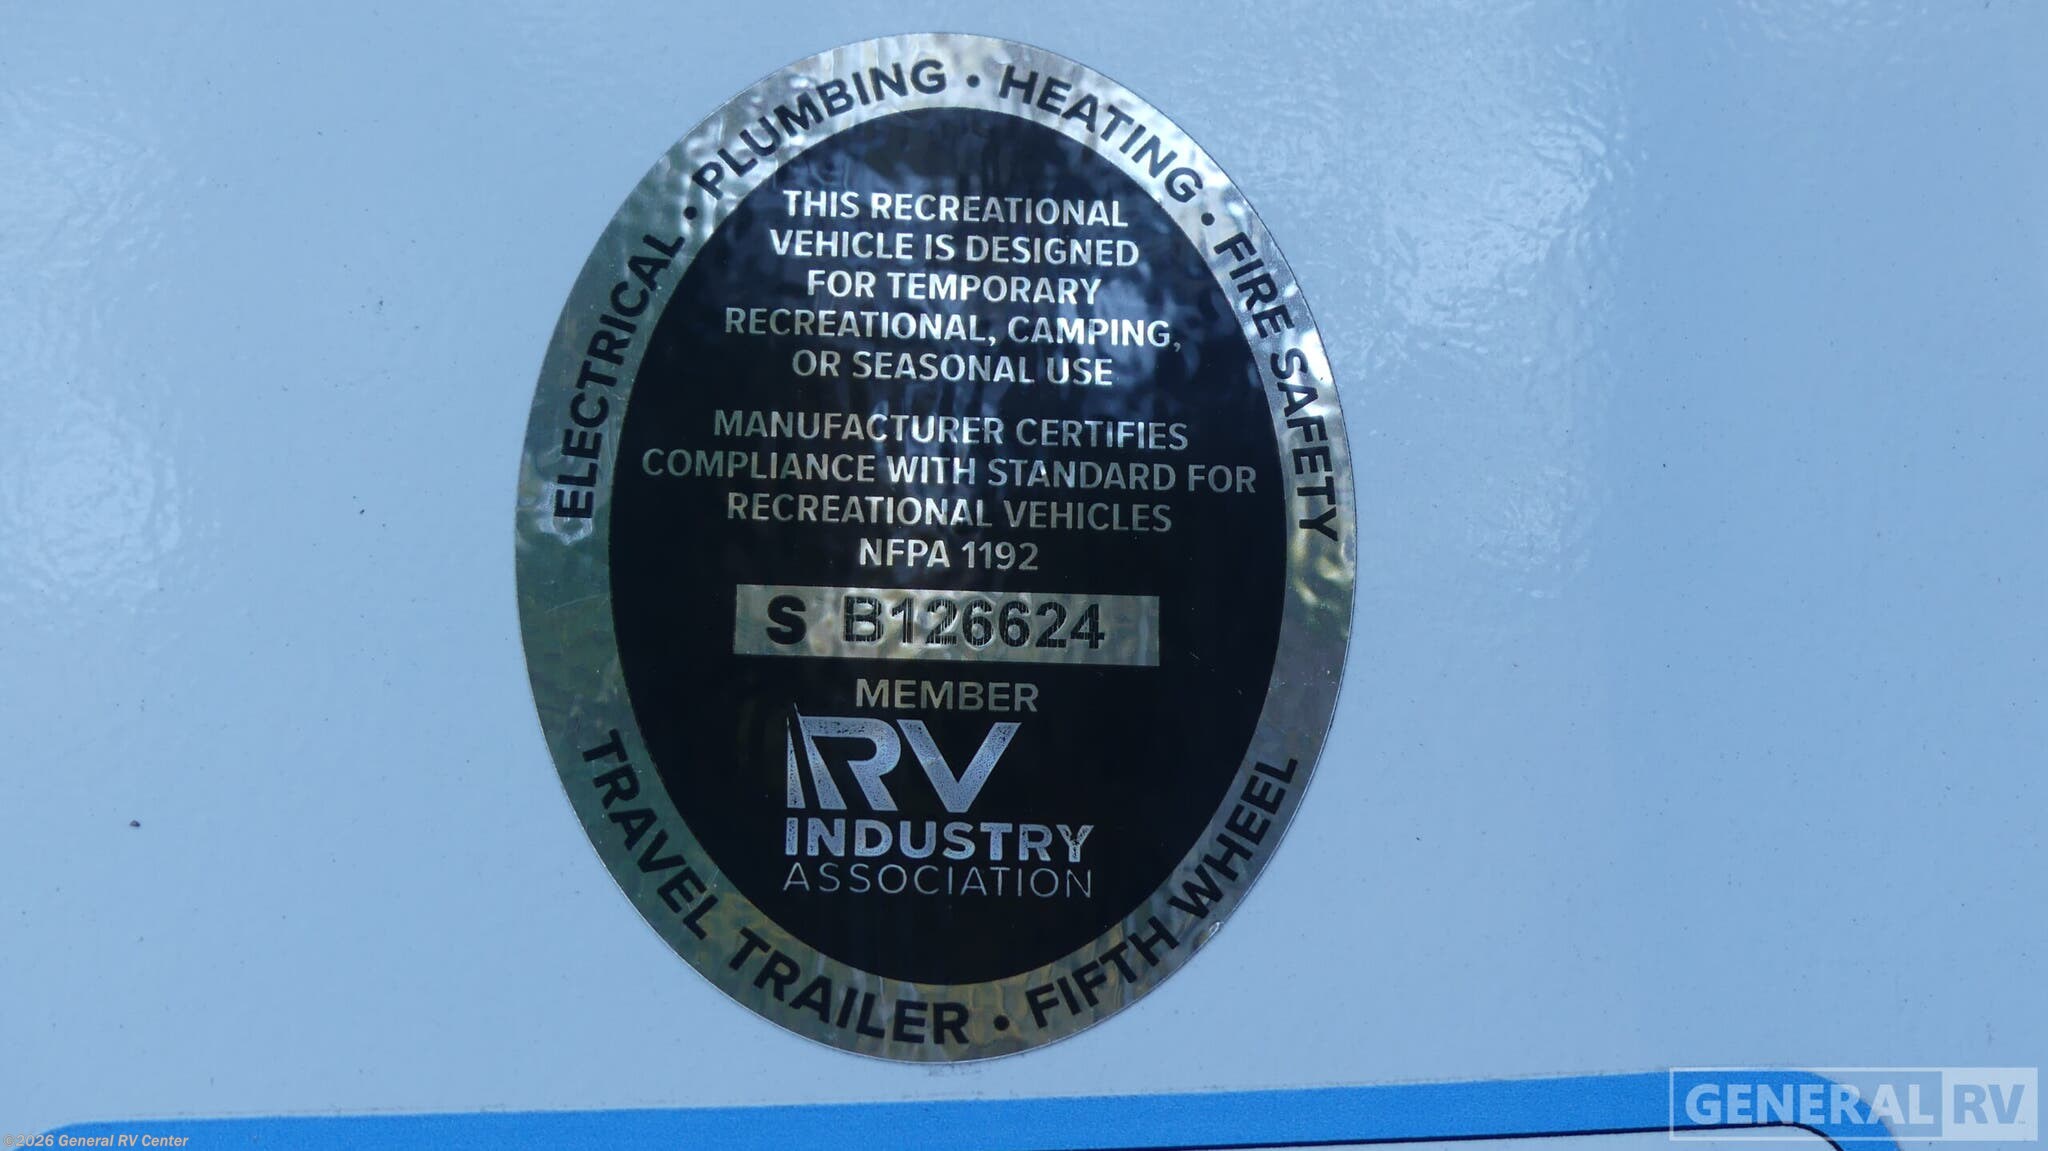 ELECTRICAL • PLUMBING • HEATING • FIRE SAFETY
THIS RECREATIONAL
VEHICLE IS DESIGNED
FOR TEMPORARY
RECREATIONAL, CAMPING,
OR SEASONAL USE
MANUFACTURER CERTIFIES
COMPLIANCE WITH STANDARD FOR
RECREATIONAL VEHICLES
NFPA 1192
S B126624
MEMBER
RV
INDUSTRY
ASSOCIATION
TRAVEL TRAILER • FIFTH WHEEL
GENERAL RV
©2026 General RV Center